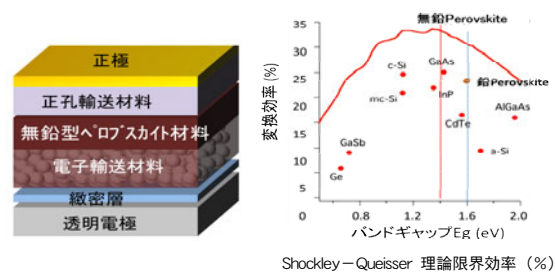 正極
正孔輸送材料
無鉛型ペロブスカイト材料
電子輸送材料
緻密層
透明電極
無鉛Perovskite
変換効率 (%)
35
30
25
20
15
10
5
0
c-Si
GaAs
鉛Perovskite
mc-Si
InP
AlGaAs
CdTe
GaSb
a-Si
Ge
0.8
1.2
1.4
1.6
2.0
バンドギャップEg (eV)
Shockley－Queisser 理論限界効率 (%)